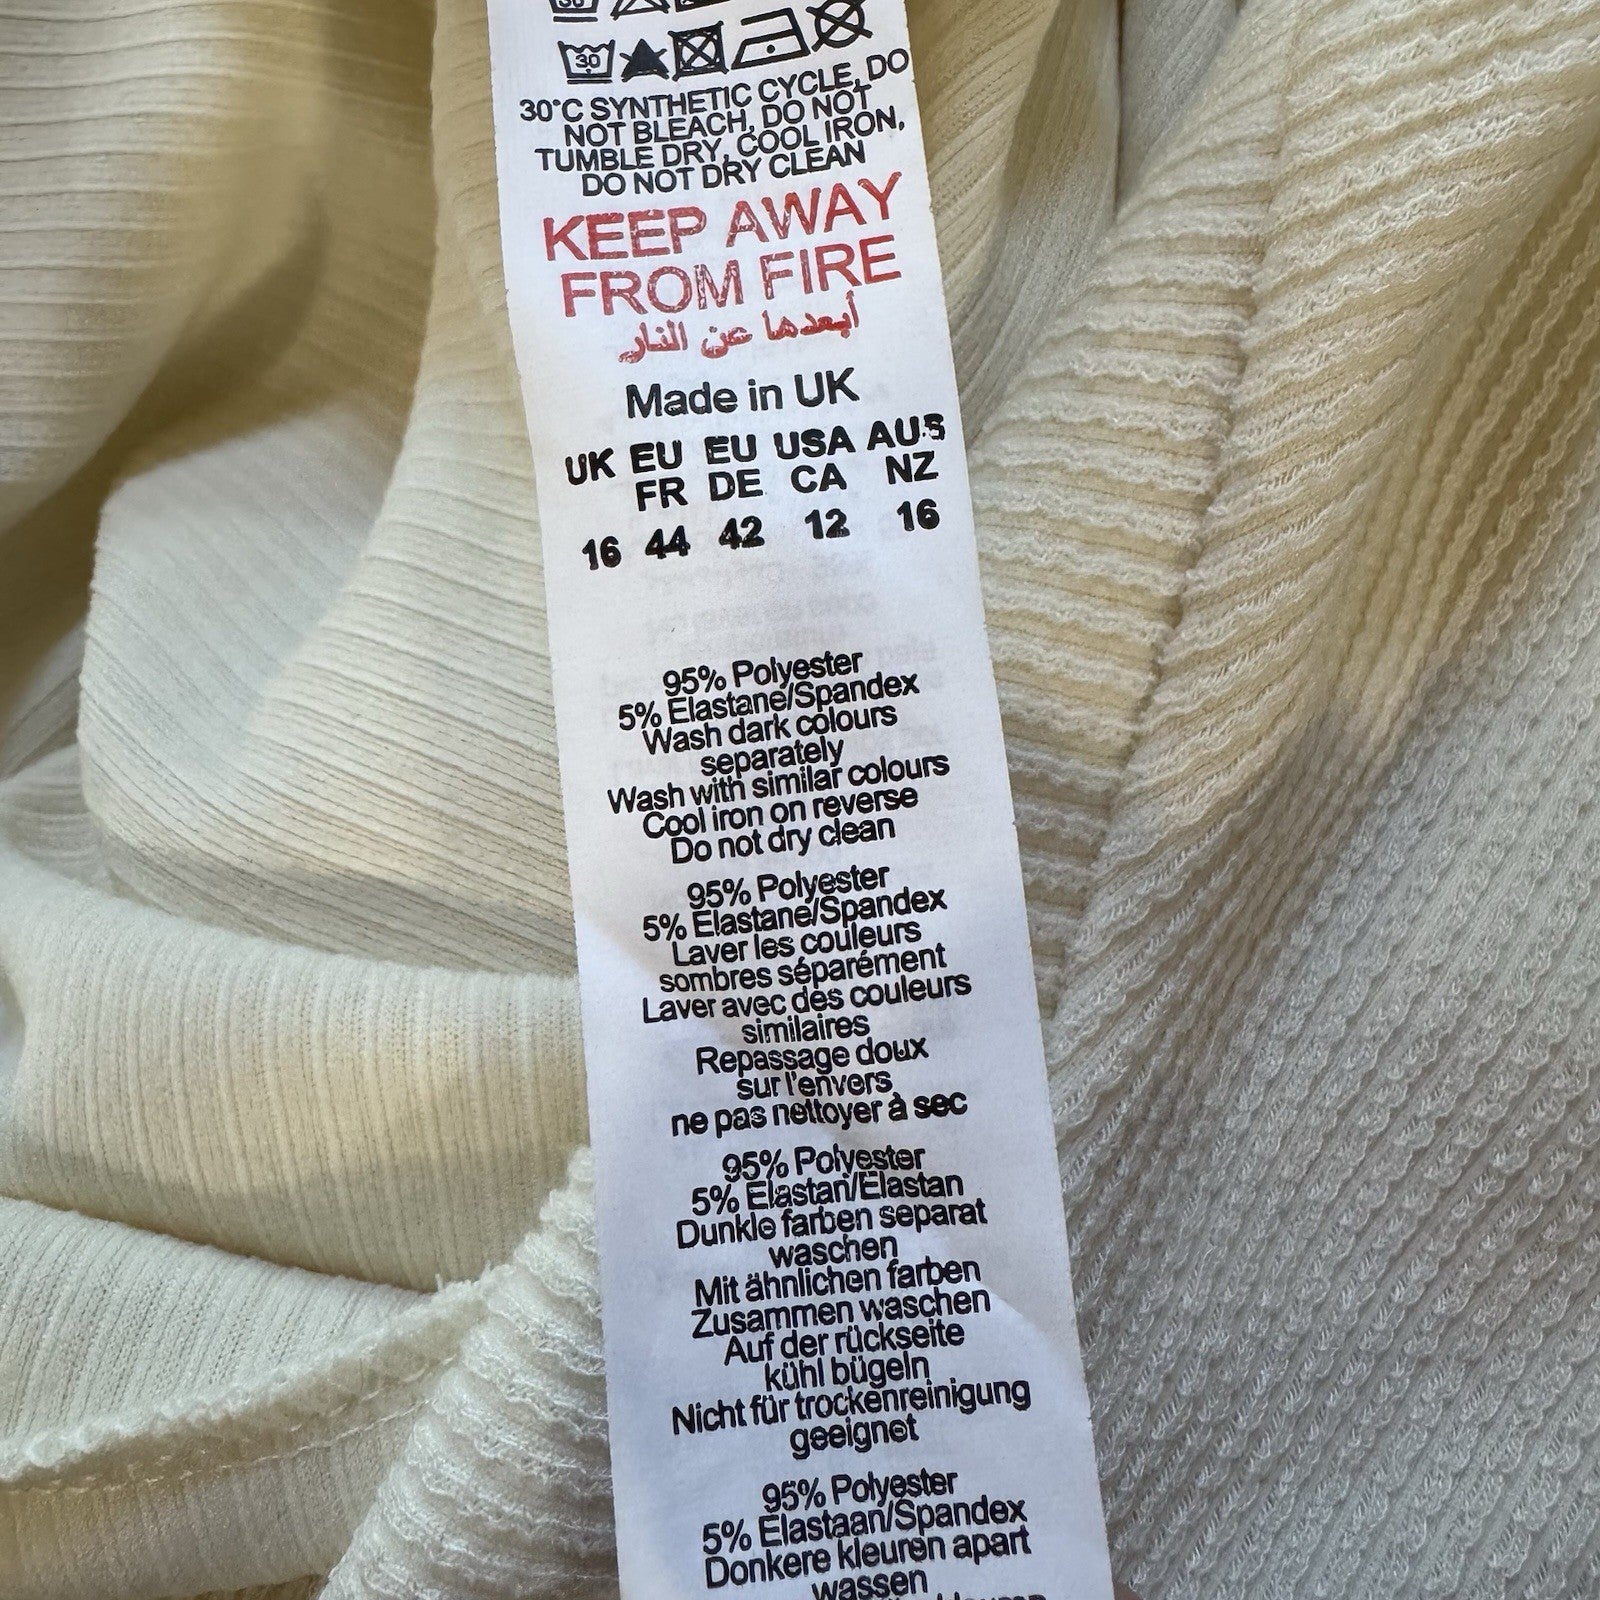 30
30°C SYNTHETIC CYCLE, DO
NOT BLEACH, DO NOT
TUMBLE DRY, COOL IRON,
DO NOT DRY CLEAN
KEEP AWAY
FROM FIRE
أبعدها عن النار
Made in UK
UK EU EU USA AUS
FR DE CA NZ
16 44 42 12 16
95% Polyester
5% Elastane/Spandex
Wash dark colours
separately
Wash with similar colours
Cool iron on reverse
Do not dry clean
95% Polyester
5% Elastane/Spandex
Laver les couleurs
sombres séparément
Laver avec des couleurs
similaires
Repassage doux
sur l'envers
ne pas nettoyer à sec
95% Polyester
5% Elastan/Elastan
Dunkle farben separat
waschen
Mit ähnlichen farben
Zusammen waschen
Auf der rückseite
kühl bügeln
Nicht für trockenreinigung
geeignet
95% Polyester
5% Elastaan/Spandex
Donkere kleuren apart
wassen